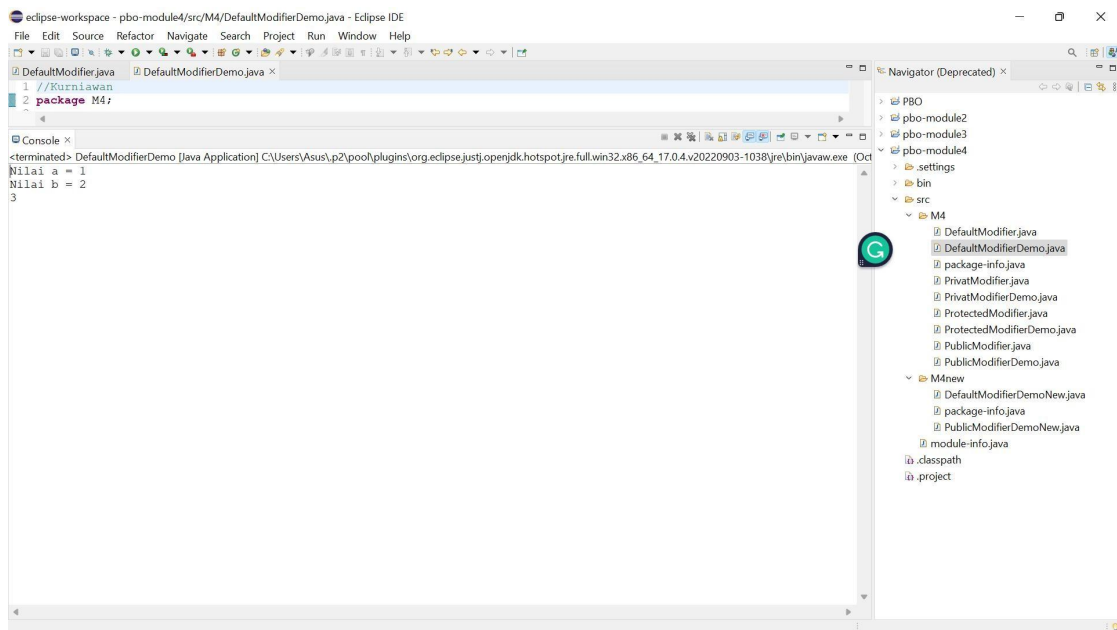 eclipse-workspace - pbo-module4/src/M4/DefaultModifierDemo.java - Eclipse IDE
File Edit Source Refactor Navigate Search Project Run Window Help
DefaultModifier.java DefaultModifierDemo.java
1 //Kurniawan
2 package M4;
Console
<terminated> DefaultModifierDemo [Java Application] C:\Users\Asus\.p2\pool\plugins\org.eclipse.justj.openjdk.hotspot.jre.full.win32.x86_64_17.0.4.v20220903-1038\jre\bin\javaw.exe (Oct
Nilai a = 1
Nilai b = 2
3
Navigator (Deprecated)
PBO
pbo-module2
pbo-module3
pbo-module4
.settings
bin
src
M4
DefaultModifier.java
DefaultModifierDemo.java
package-info.java
PrivatModifier.java
PrivatModifierDemo.java
ProtectedModifier.java
ProtectedModifierDemo.java
PublicModifier.java
PublicModifierDemo.java
M4new
DefaultModifierDemoNew.java
package-info.java
PublicModifierDemoNew.java
module-info.java
.classpath
.project